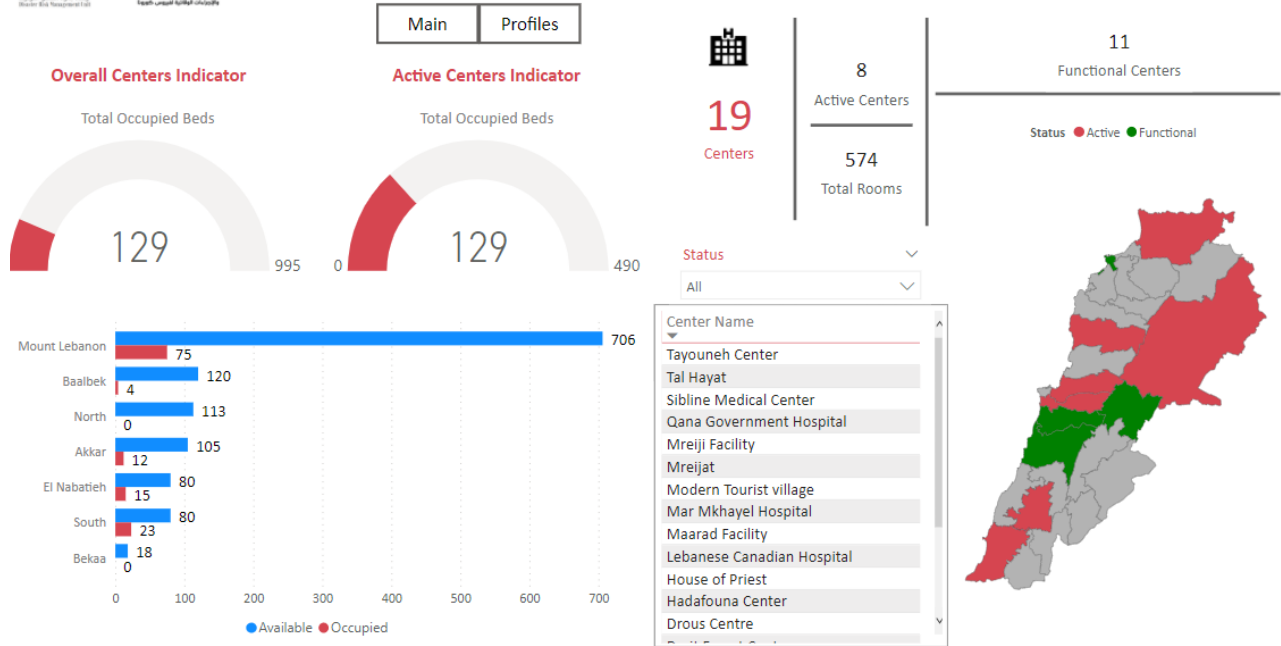 Main
Profiles
Overall Centers Indicator
Total Occupied Beds
129
995
Active Centers Indicator
Total Occupied Beds
129
0
490
19
Centers
8
Active Centers
574
Total Rooms
11
Functional Centers
Status Active Functional
Status
All
Center Name
Tayouneh Center
Tal Hayat
Sibline Medical Center
Qana Government Hospital
Mreiji Facility
Mreijat
Modern Tourist village
Mar Mkhayel Hospital
Maarad Facility
Lebanese Canadian Hospital
House of Priest
Hadafouna Center
Drous Centre
Mount Lebanon 706
75
Baalbek 120
4
North 113
0
Akkar 105
12
El Nabatieh 80
15
South 80
23
Bekaa 18
0
0 100 200 300 400 500 600 700
Available Occupied